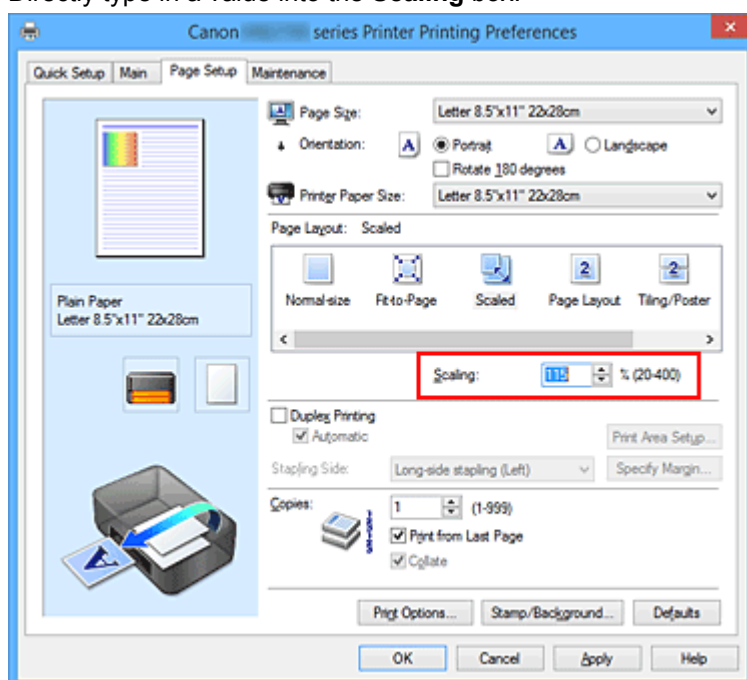 Directly type in a value into the Scaling box.
Canon series Printer Printing Preferences
Quick Setup Main Page Setup Maintenance
Page Size: Letter 8.5"x11" 22x28cm
Orientation: A Portrait A Landscape
Rotate 180 degrees
Printer Paper Size: Letter 8.5"x11" 22x28cm
Page Layout: Scaled
2 2
Normal-size Fit-to-Page Scaled Page Layout Tiling/Poster
Plain Paper
Letter 8.5"x11" 22x28cm
Scaling: 115 % (20-400)
Duplex Printing
Automatic
Print Area Setup...
Stapling Side: Long-side stapling (Left) Specify Margin...
Copies: 1 (1-999)
Print from Last Page
Collate
A
Print Options... Stamp/Background... Defaults
OK Cancel Apply Help